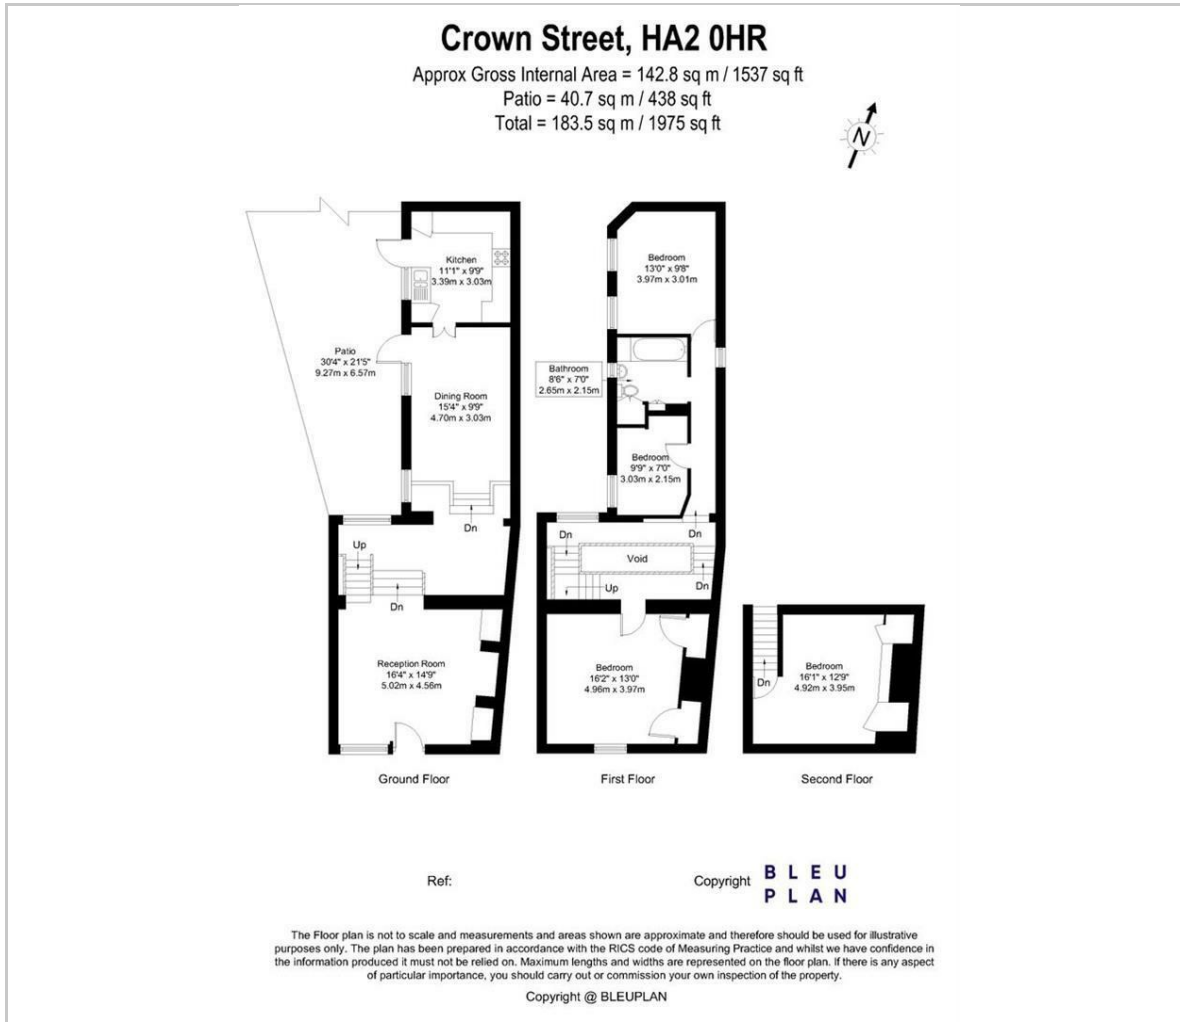 Crown Street, HA2 0HR
Approx Gross Internal Area = 142.8 sq m / 1537 sq ft
Patio = 40.7 sq m / 438 sq ft
Total = 183.5 sq m / 1975 sq ft
N
Kitchen
11'1" x 9'9"
3.39m x 3.03m
Patio
30'4" x 21'5"
9.27m x 6.57m
Dining Room
15'4" x 9'9"
4.70m x 3.03m
Dn
Up
Dn
Reception Room
16'4" x 14'9"
5.02m x 4.56m
Ground Floor
Bedroom
13'0" x 9'8"
3.97m x 3.01m
Bathroom
8'6" x 7'0"
2.65m x 2.15m
Bedroom
9'9" x 7'0"
3.03m x 2.15m
Dn
Dn
Void
Up
Dn
Bedroom
16'2" x 13'0"
4.96m x 3.97m
First Floor
Bedroom
16'1" x 12'9"
4.92m x 3.95m
Dn
Second Floor
Ref:
Copyright
BLEU
PLAN
The Floor plan is not to scale and measurements and areas shown are approximate and therefore should be used for illustrative
purposes only. The plan has been prepared in accordance with the RICS code of Measuring Practice and whilst we have confidence in
the information produced it must not be relied on. Maximum lengths and widths are represented on the floor plan. If there is any aspect
of particular importance, you should carry out or commission your own inspection of the property.
Copyright @ BLEUPLAN